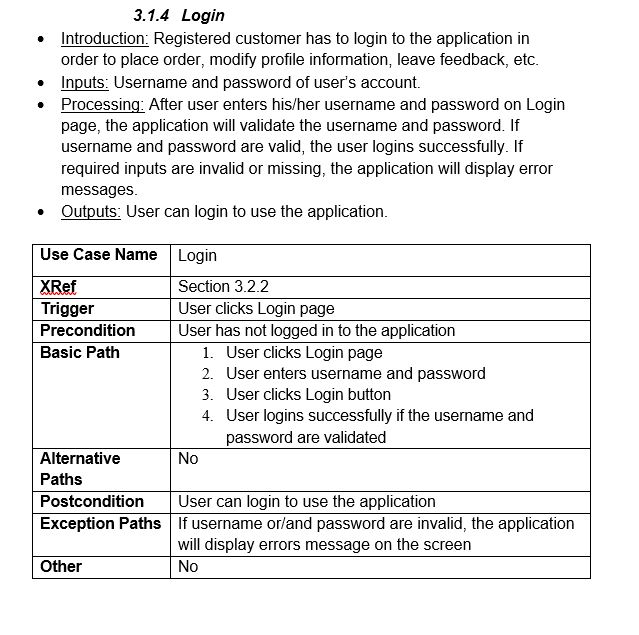 3.1.4 Login
• Introduction: Registered customer has to login to the application in
order to place order, modify profile information, leave feedback, etc.
• Inputs: Username and password of user's account.
• Processing: After user enters his/her username and password on Login
page, the application will validate the username and password. If
username and password are valid, the user logins successfully. If
required inputs are invalid or missing, the application will display error
messages.
• Outputs: User can login to use the application.
Use Case Name Login
XRef Section 3.2.2
Trigger User clicks Login page
Precondition User has not logged in to the application
Basic Path 1. User clicks Login page
2. User enters username and password
3. User clicks Login button
4. User logins successfully if the username and
password are validated
Alternative No
Paths
Postcondition User can login to use the application
Exception Paths If username or/and password are invalid, the application
will display errors message on the screen
Other No